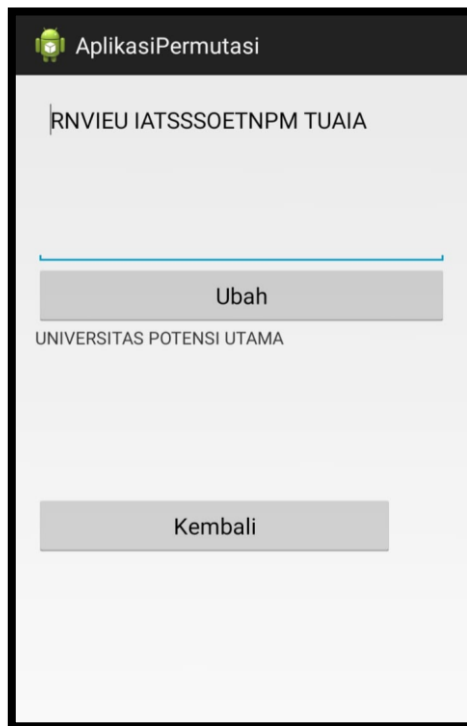 AplikasiPermutasi
RNVIEU IATSSSOETNPM TUAIA
Ubah
UNIVERSITAS POTENSI UTAMA
Kembali